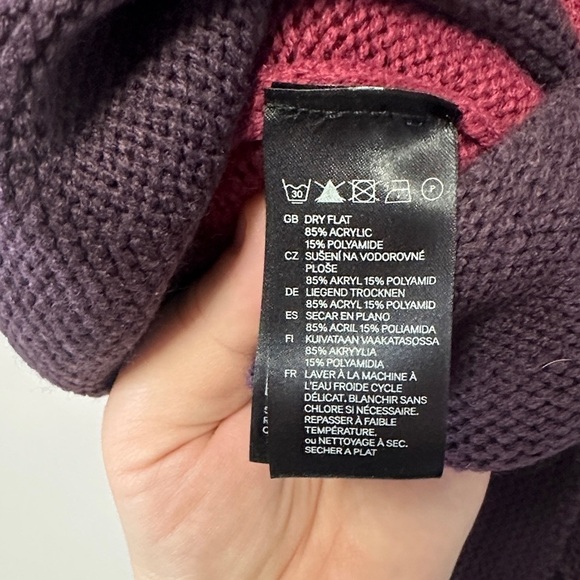 30 P
GB DRY FLAT
85% ACRYLIC
15% POLYAMIDE
CZ SUŠENÍ NA VODOROVNÉ
PLOŠE
85% AKRYL 15% POLYAMID
DE LIEGEND TROCKNEN
85% ACRYL 15% POLYAMID
ES SECAR EN PLANO
85% ACRIL 15% POLIAMIDA
FI KUIVATAAN VAAKATASOSSA
85% AKRYYLIA
15% POLYAMIDIA
FR LAVER À LA MACHINE À
L'EAU FROIDE CYCLE
DÉLICAT. BLANCHIR SANS
CHLORE SI NÉCESSAIRE.
REPASSER À FAIBLE
TEMPÉRATURE.
ou NETTOYAGE À SEC.
SECHER A PLAT